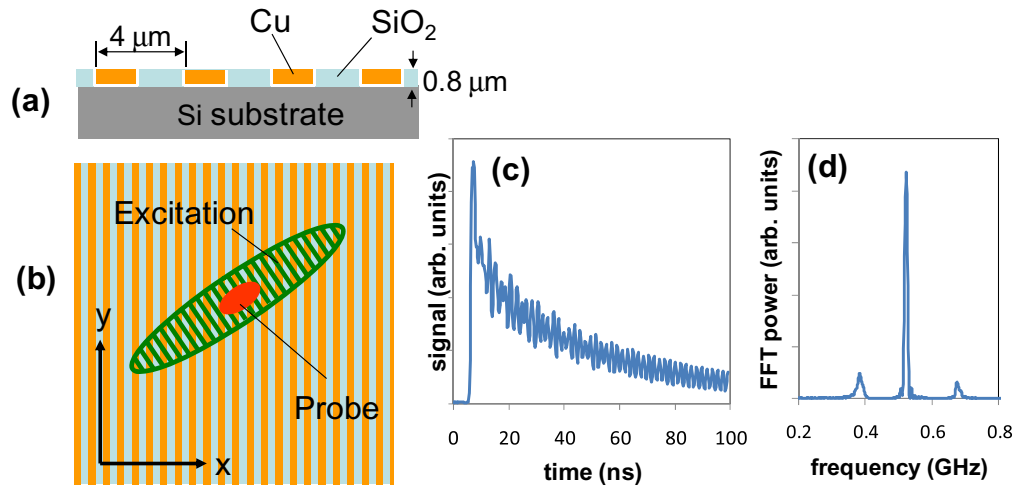 (a)
4 μm
Cu
SiO2
0.8 μm
Si substrate
(b)
Excitation
Probe
y
x
(c)
signal (arb. units)
0 20 40 60 80 100
time (ns)
(d)
FFT power (arb. units)
0.2 0.4 0.6 0.8
frequency (GHz)